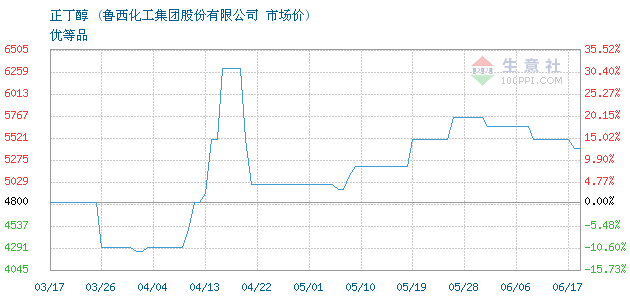 正丁醇 (鲁西化工集团股份有限公司 市场价)
优等品
生意社
100PPI.COM
6505 35.52%
6259 30.40%
6013 25.27%
5767 20.15%
5521 15.02%
5275 9.90%
5029 4.77%
4800 0.00%
4537 -5.48%
4291 -10.60%
4045 -15.73%
03/17 03/26 04/04 04/13 04/22 05/01 05/10 05/19 05/28 06/06 06/17